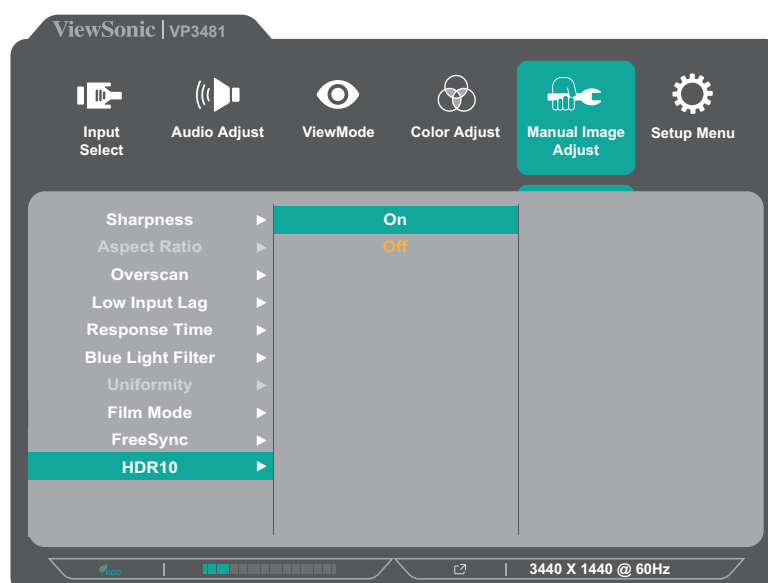 ViewSonic | VP3481
Input
Select
Audio Adjust
ViewMode
Color Adjust
Manual Image
Adjust
Setup Menu
Sharpness
Aspect Ratio
Overscan
Low Input Lag
Response Time
Blue Light Filter
Uniformity
Film Mode
FreeSync
HDR10
On
Off
eco
3440 X 1440 @ 60Hz